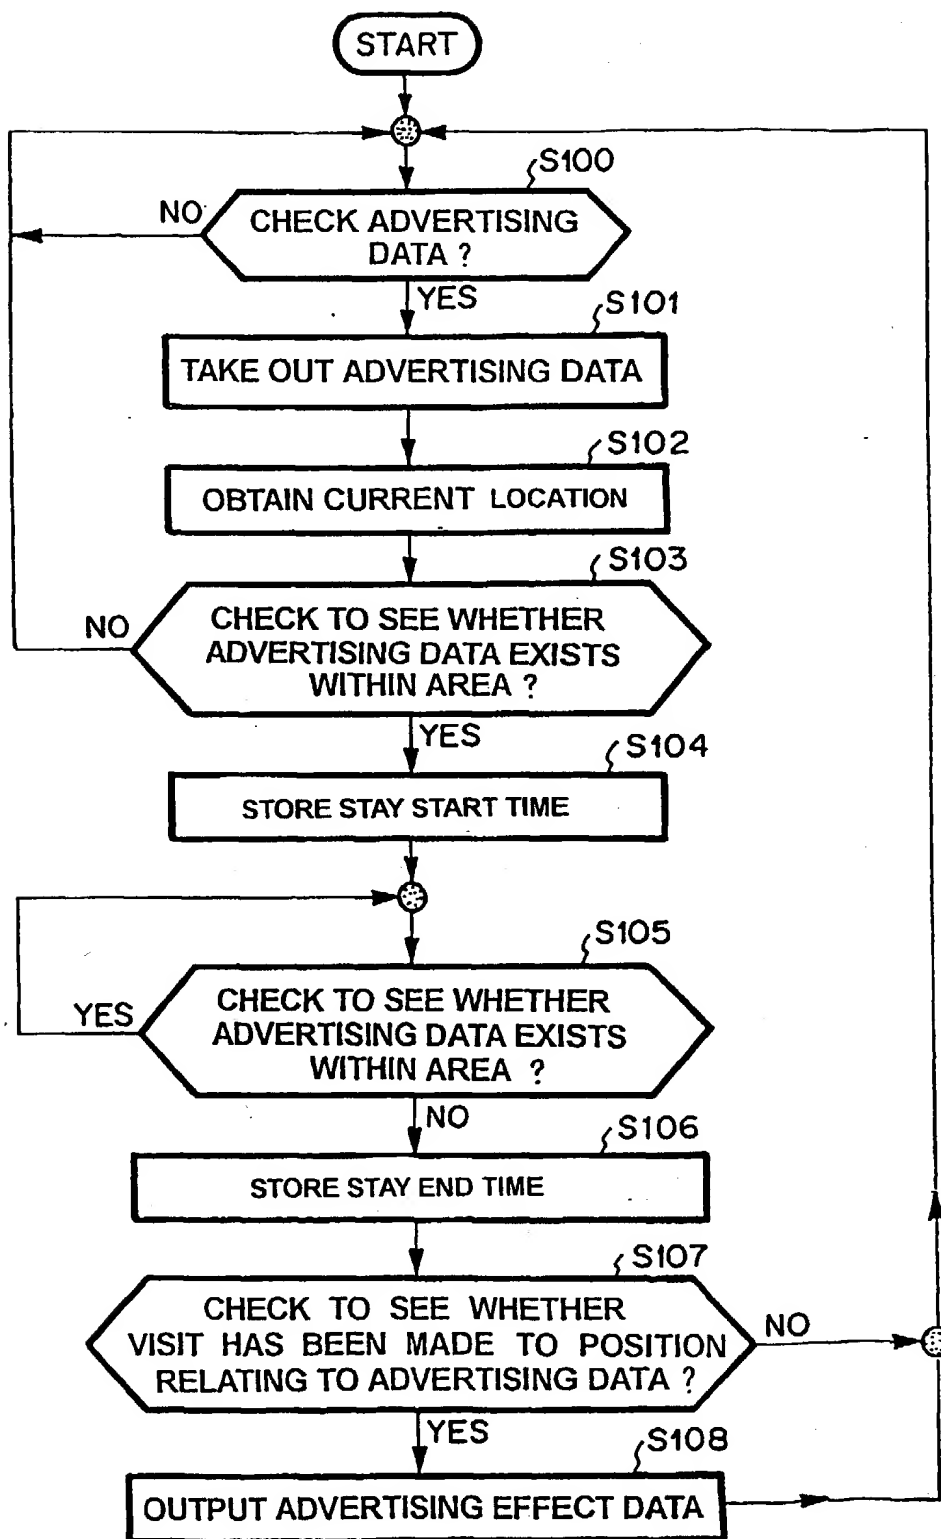 START
S100
NO
CHECK ADVERTISING
DATA ?
YES
S101
TAKE OUT ADVERTISING DATA
S102
OBTAIN CURRENT LOCATION
S103
NO
CHECK TO SEE WHETHER
ADVERTISING DATA EXISTS
WITHIN AREA ?
YES
S104
STORE STAY START TIME
S105
YES
CHECK TO SEE WHETHER
ADVERTISING DATA EXISTS
WITHIN AREA ?
NO
S106
STORE STAY END TIME
S107
CHECK TO SEE WHETHER
VISIT HAS BEEN MADE TO POSITION
RELATING TO ADVERTISING DATA ?
NO
YES
S108
OUTPUT ADVERTISING EFFECT DATA